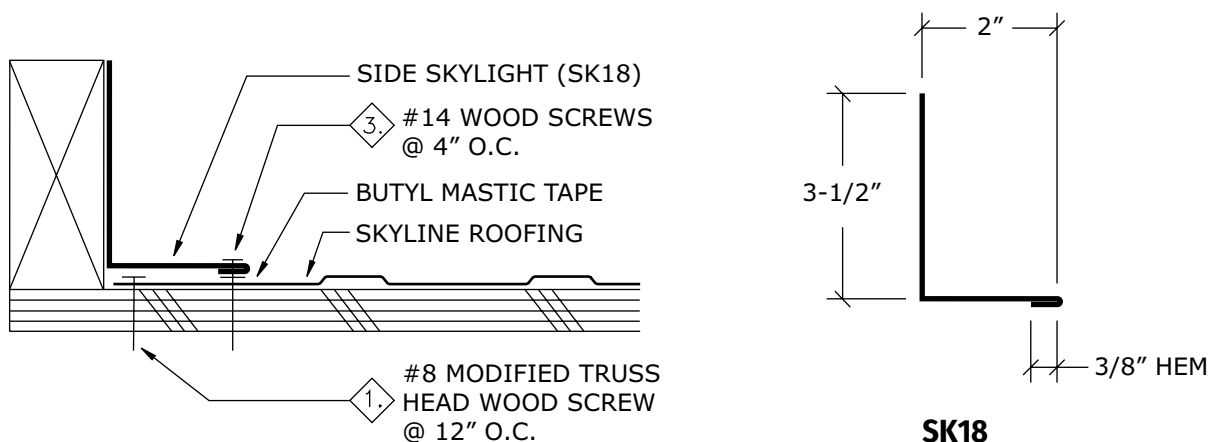 SIDE SKYLIGHT (SK18)
3.
#14 WOOD SCREWS
@ 4” O.C.
BUTYL MASTIC TAPE
SKYLINE ROOFING
1.
#8 MODIFIED TRUSS
HEAD WOOD SCREW
@ 12” O.C.
2”
3-1/2”
3/8” HEM
SK18